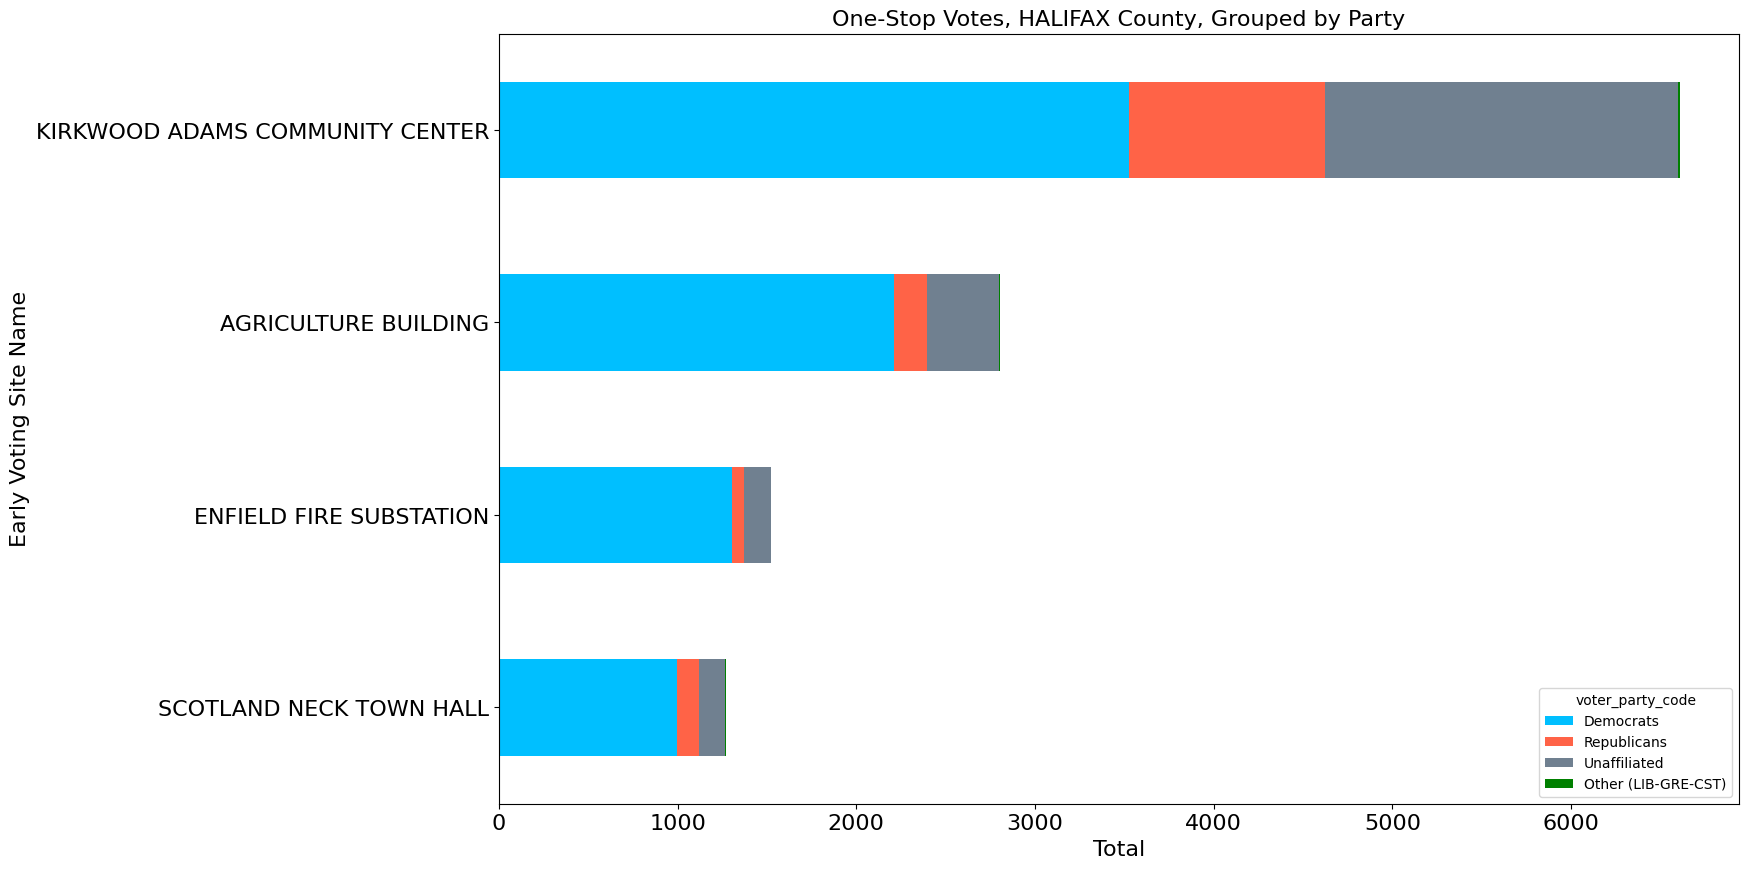 One-Stop Votes, HALIFAX County, Grouped by Party
Early Voting Site Name
KIRKWOOD ADAMS COMMUNITY CENTER
AGRICULTURE BUILDING
ENFIELD FIRE SUBSTATION
SCOTLAND NECK TOWN HALL
voter_party_code
Democrats
Republicans
Unaffiliated
Other (LIB-GRE-CST)
0 1000 2000 3000 4000 5000 6000
Total